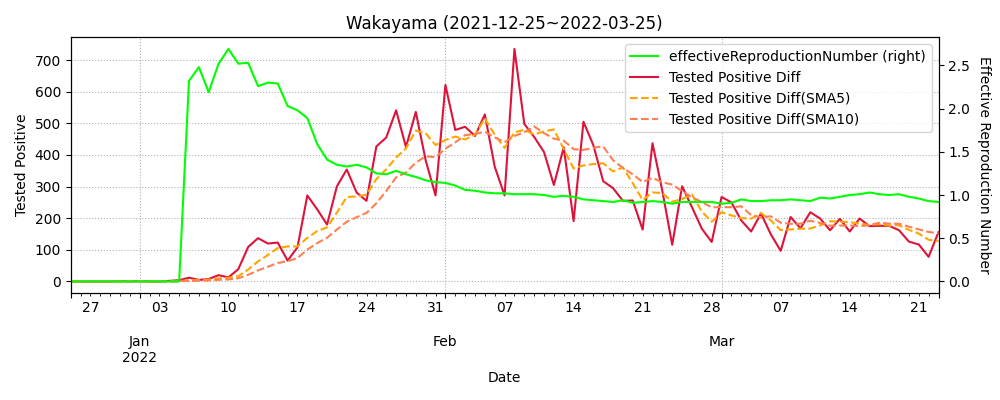 Wakayama (2021-12-25~2022-03-25)
effectiveReproductionNumber (right)
Tested Positive Diff
Tested Positive Diff(SMA5)
Tested Positive Diff(SMA10)
Tested Positive
700
600
500
400
300
200
100
0
Effective Reproduction Number
2.5
2.0
1.5
1.0
0.5
0.0
27 03 10 17 24 31 07 14 21 28 07 14 21
Jan Feb Mar
2022
Date